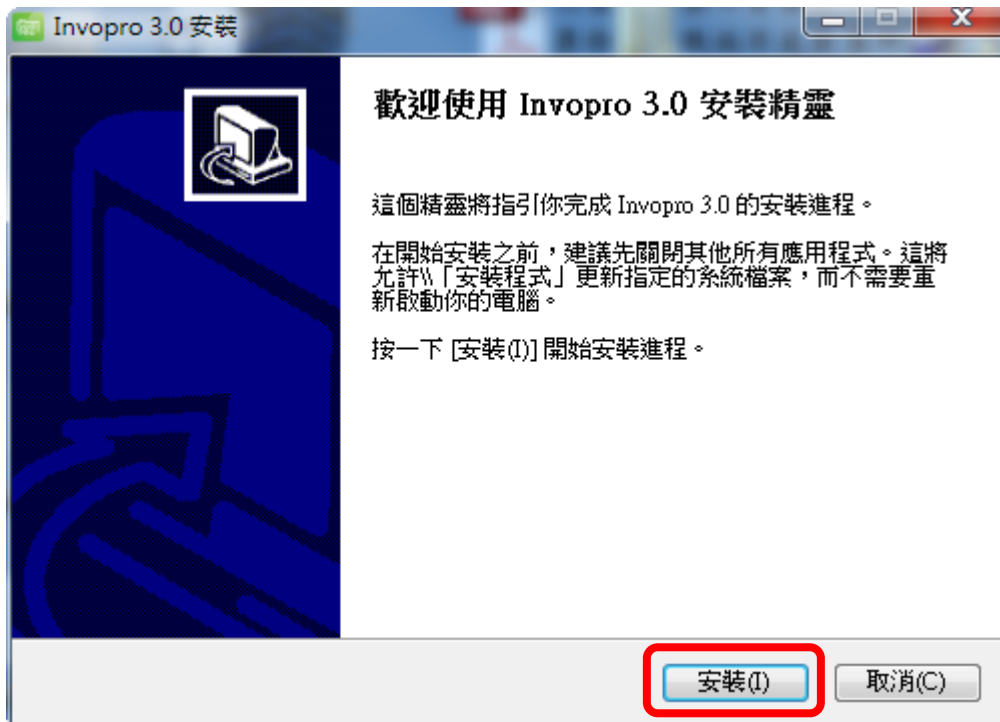 Invopro 3.0 安裝
歡迎使用 Invopro 3.0 安裝精靈
這個精靈將指引你完成 Invopro 3.0 的安裝進程。
在開始安裝之前，建議先關閉其他所有應用程式。這將
允許\\「安裝程式」更新指定的系統檔案，而不需要重
新啟動你的電腦。
按一下 [安裝(I)] 開始安裝進程。
安裝(I)
取消(C)